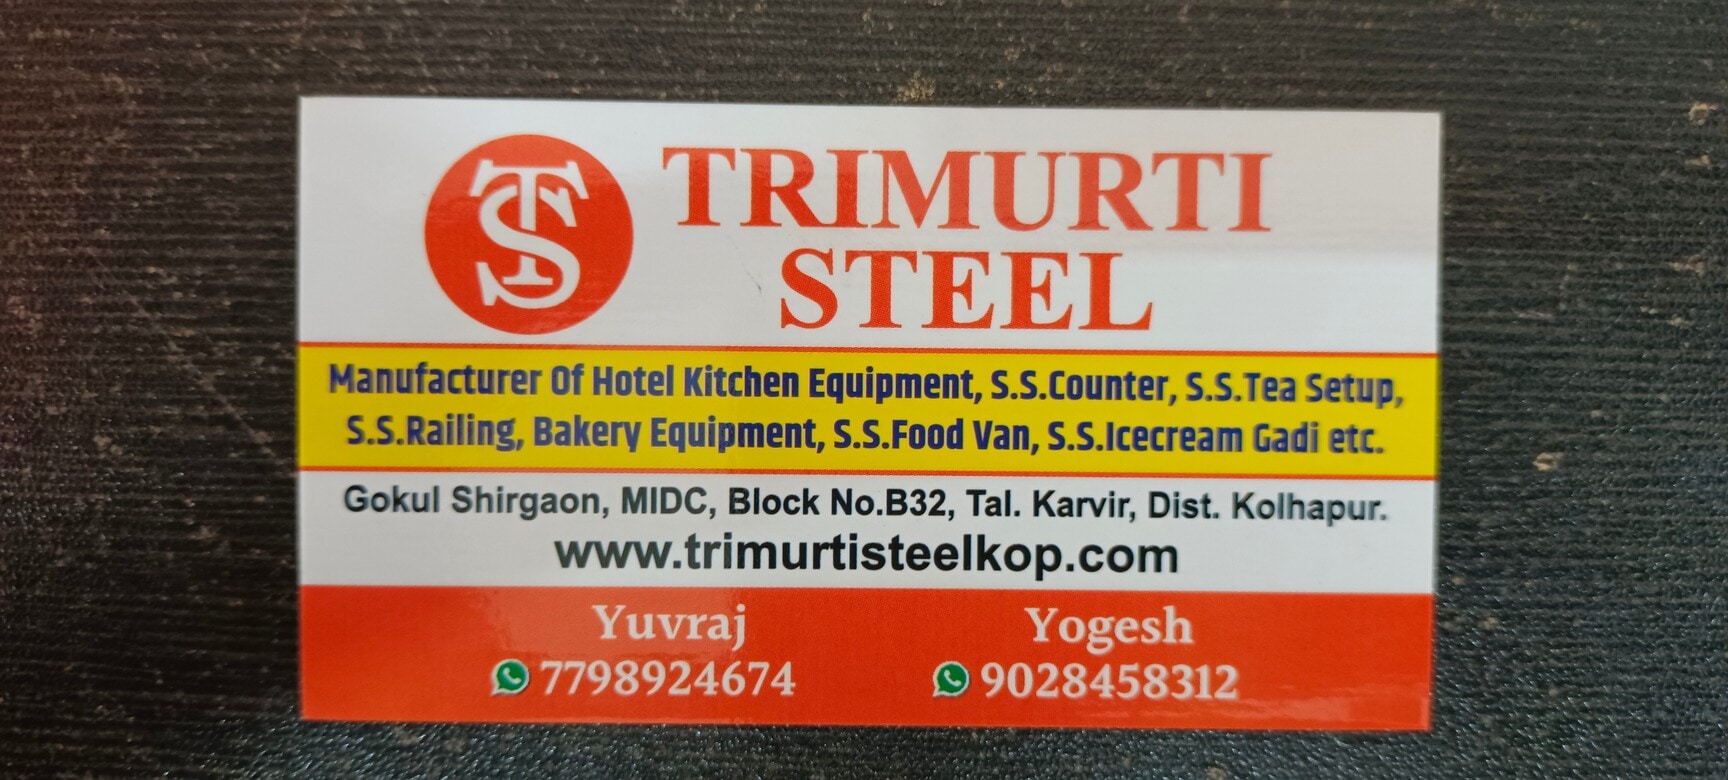 TS
TRIMURTI
STEEL
Manufacturer Of Hotel Kitchen Equipment, S.S.Counter, S.S.Tea Setup,
S.S.Railing, Bakery Equipment, S.S.Food Van, S.S.Icecream Gadi etc.
Gokul Shirgaon, MIDC, Block No.B32, Tal. Karvir, Dist. Kolhapur.
www.trimurtisteelkop.com
Yuvraj
7798924674
Yogesh
9028458312